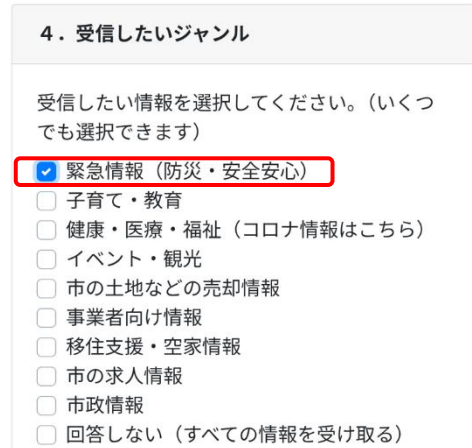 ４．受信したいジャンル
受信したい情報を選択してください。（いくつ
でも選択できます）
緊急情報（防災・安全安心）
子育て・教育
健康・医療・福祉（コロナ情報はこちら）
イベント・観光
市の土地などの売却情報
事業者向け情報
移住支援・空家情報
市の求人情報
市政情報
回答しない（すべての情報を受け取る）